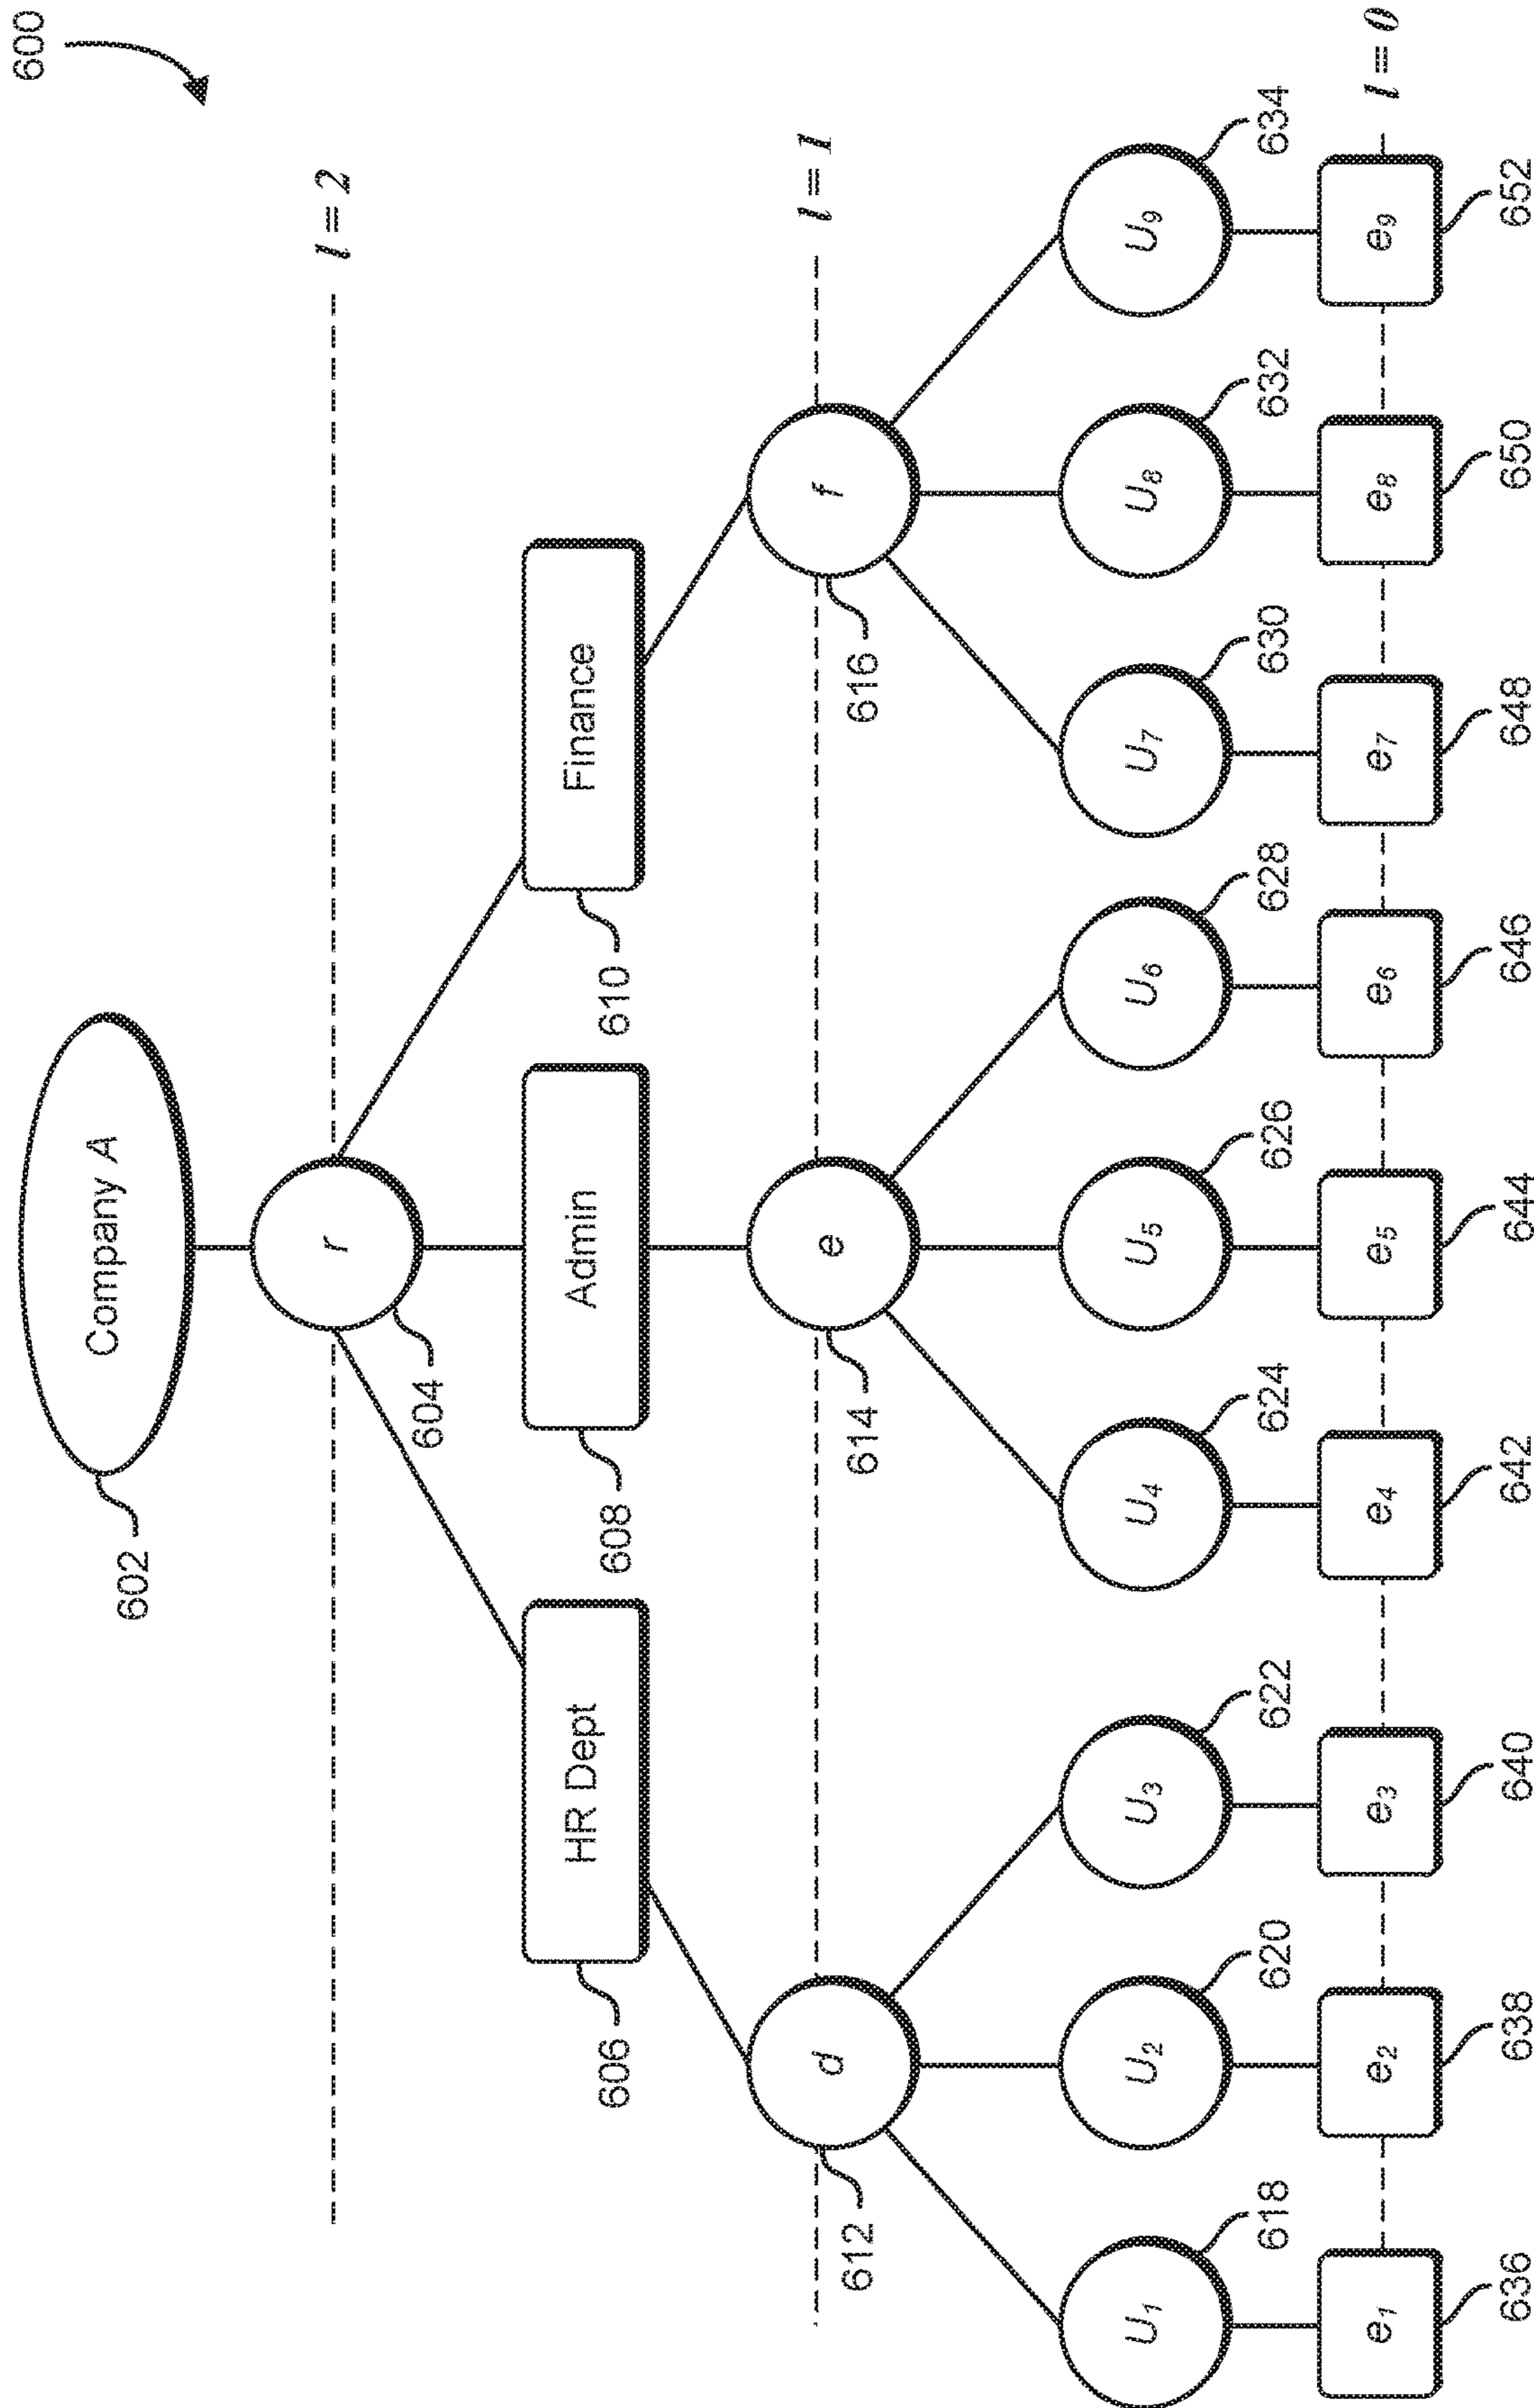 600
Company A
602
r
l = 2
604
HR Dept
Admin
Finance
606
608
610
d
e
f
l = 1
612
614
616
U1
U2
U3
U4
U5
U6
U7
U8
U9
618
620
622
624
626
628
630
632
634
e1
e2
e3
e4
e5
e6
e7
e8
e9
l = 0
636
638
640
642
644
646
648
650
652